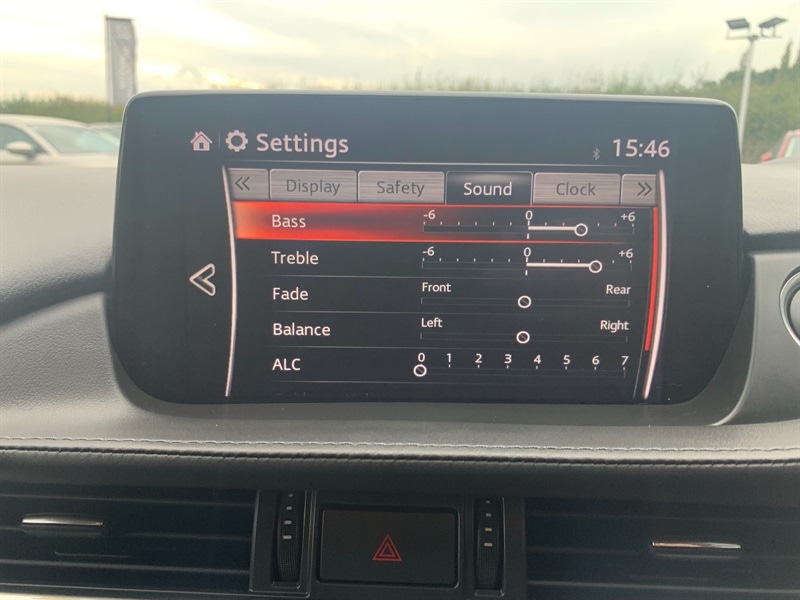 Settings 15:46
« Display Safety Sound Clock »
Bass -6 0 +6
Treble -6 0 +6
Fade Front Rear
Balance Left Right
ALC 0 1 2 3 4 5 6 7